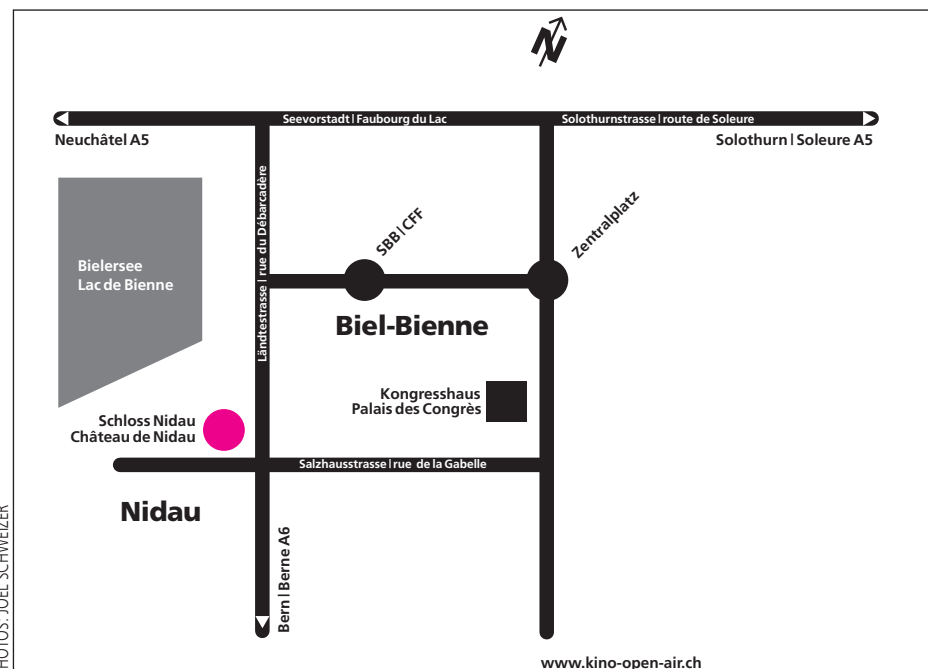 N
Seevorstadt | Faubourg du Lac
Solothurnstrasse | route de Soleure
Neuchâtel A5
Solothurn | Soleure A5
Ländtestrasse | rue du Débarcadère
SBB | CFF
Zentralplatz
Bielersee
Lac de Bienne
Biel-Bienne
Kongresshaus
Palais des Congrès
Schloss Nidau
Château de Nidau
Salzhausstrasse | rue de la Gabelle
Nidau
Bern | Berne A6
HOTOS: JOEL SCHWEIZER
www.kino-open-air.ch